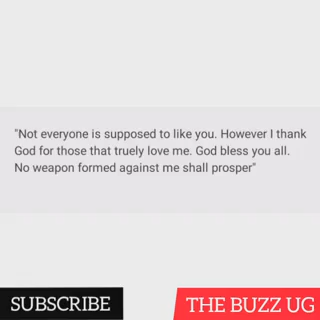 "Not everyone is supposed to like you. However I thank
God for those that truely love me. God bless you all.
No weapon formed against me shall prosper"
SUBSCRIBE
THE BUZZ UG